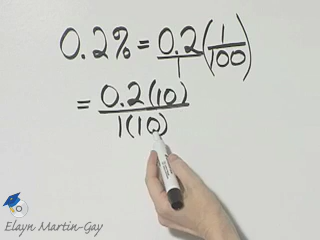 0.2% = 0.2/1 (1/100)
= 0.2(10)/1(10)
Elayn Martin-Gay